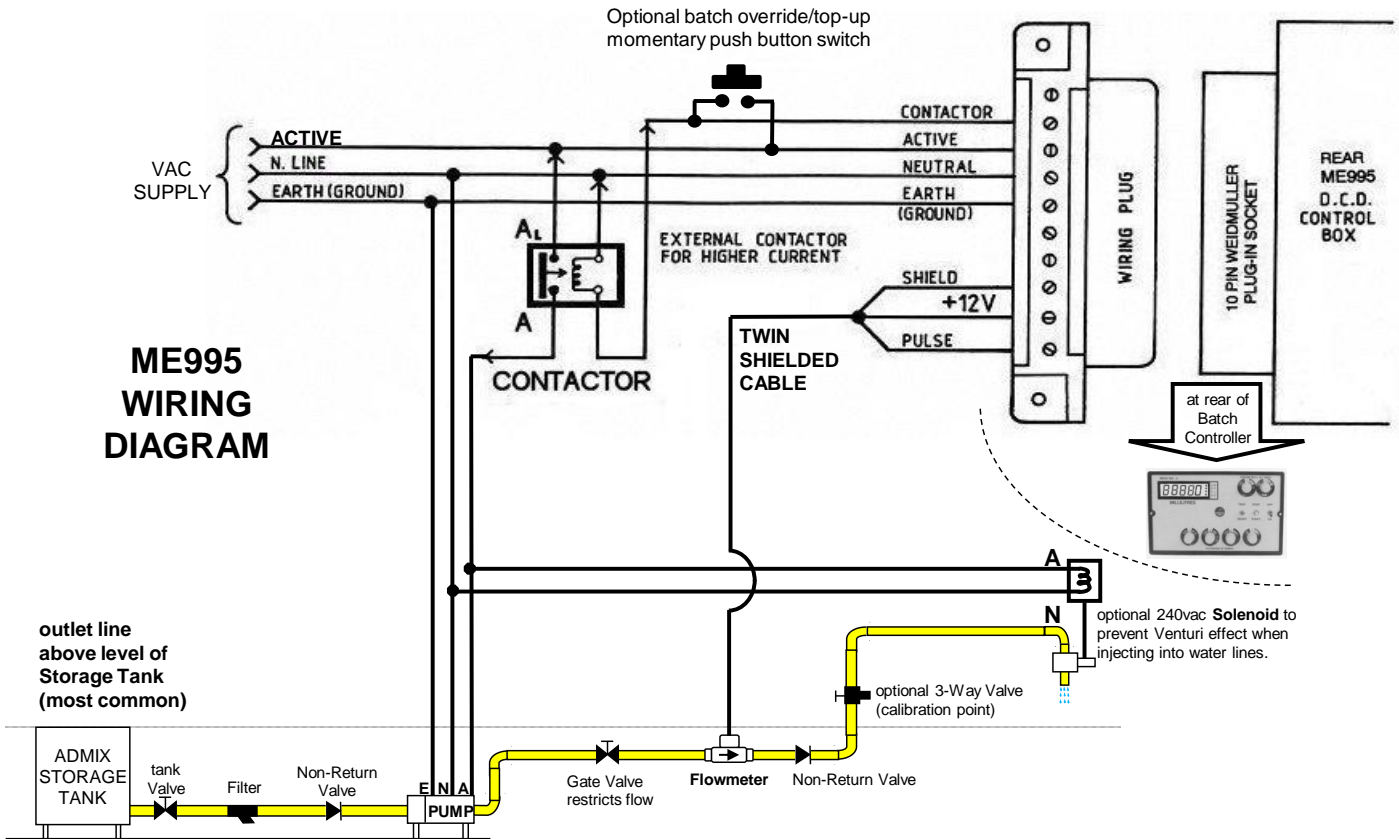 Optional batch override/top-up
momentary push button switch
VAC
SUPPLY
ACTIVE
N. LINE
EARTH (GROUND)
CONTACTOR
ACTIVE
NEUTRAL
EARTH
(GROUND)
AL
A
EXTERNAL CONTACTOR
FOR HIGHER CURRENT
CONTACTOR
SHIELD
+12V
PULSE
TWIN
SHIELDED
CABLE
WIRING PLUG
10 PIN WEIDMULLER
PLUG-IN SOCKET
REAR
ME995
D.C.D.
CONTROL
BOX
ME995
WIRING
DIAGRAM
at rear of
Batch
Controller
88880
A
N
optional 240vac Solenoid to
prevent Venturi effect when
injecting into water lines.
outlet line
above level of
Storage Tank
(most common)
optional 3-Way Valve
(calibration point)
ADMIX
STORAGE
TANK
tank
Valve
Filter
Non-Return
Valve
E N A
PUMP
Gate Valve
restricts flow
Flowmeter
Non-Return Valve